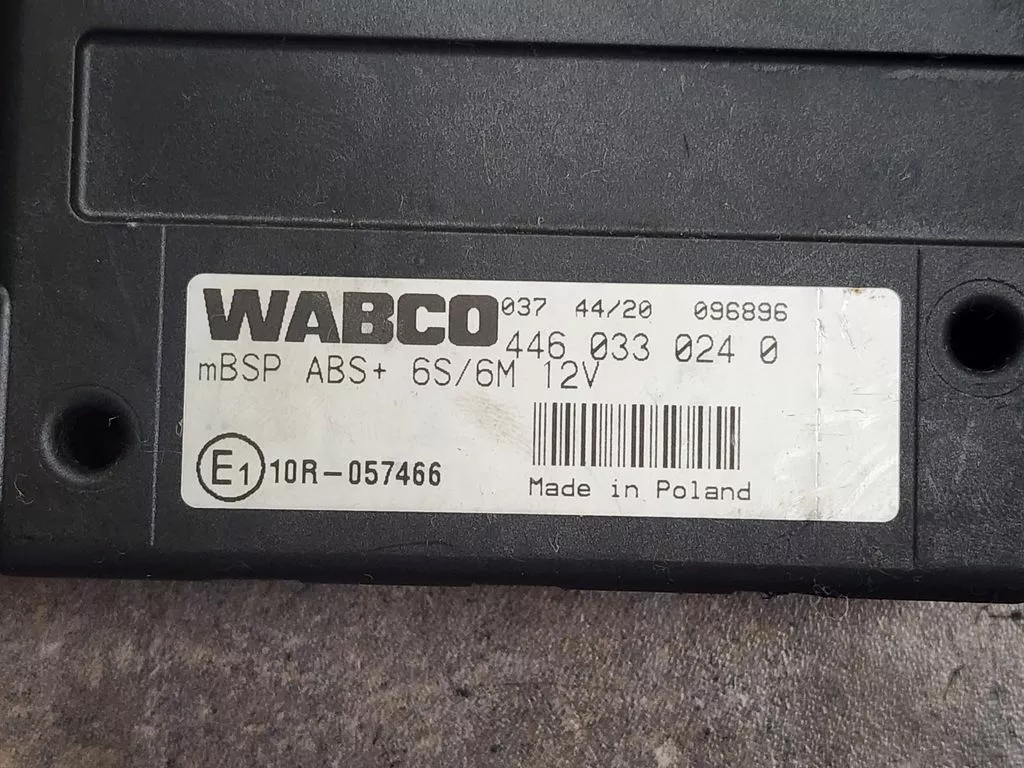 WABCO 037 44/20 096896
446 033 024 0
mBSP ABS+ 6S/6M 12V
E1 10R-057466
Made in Poland